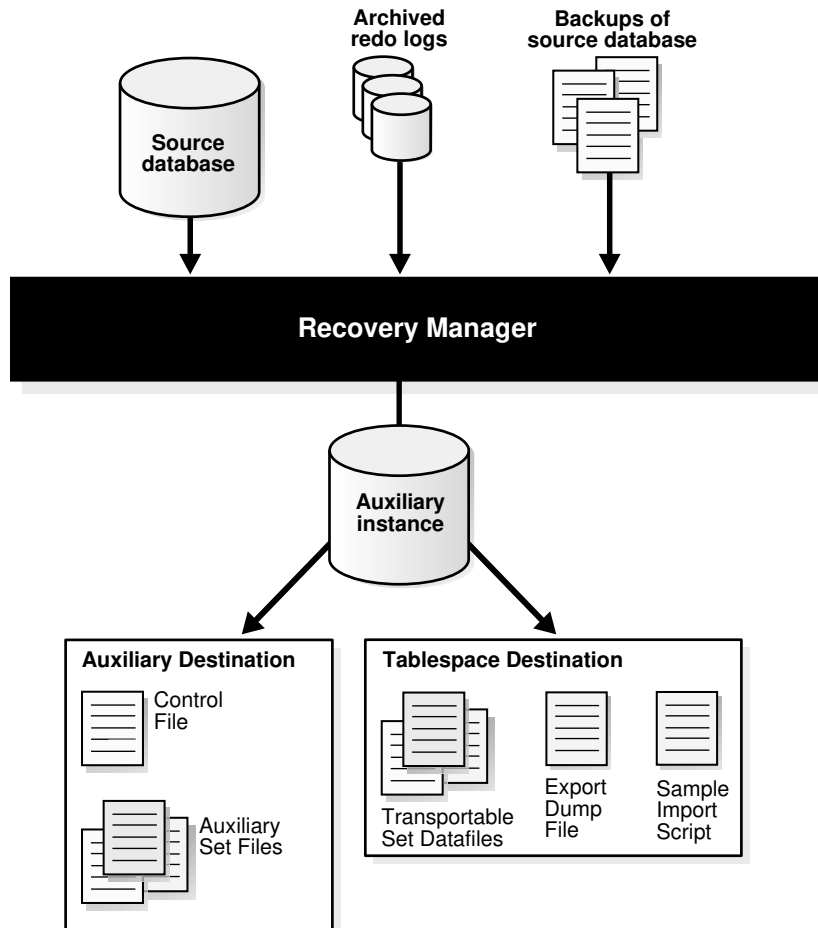 Archived
redo logs
Backups of
source database
Source
database
Recovery Manager
Auxiliary
instance
Auxiliary Destination
Control
File
Auxiliary
Set Files
Tablespace Destination
Transportable
Set Datafiles
Export
Dump
File
Sample
Import
Script